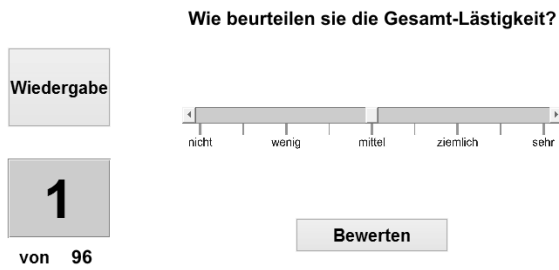 Wie beurteilen sie die Gesamt-Lästigkeit?
Wiedergabe
nicht wenig mittel ziemlich sehr
1
Bewerten
von 96